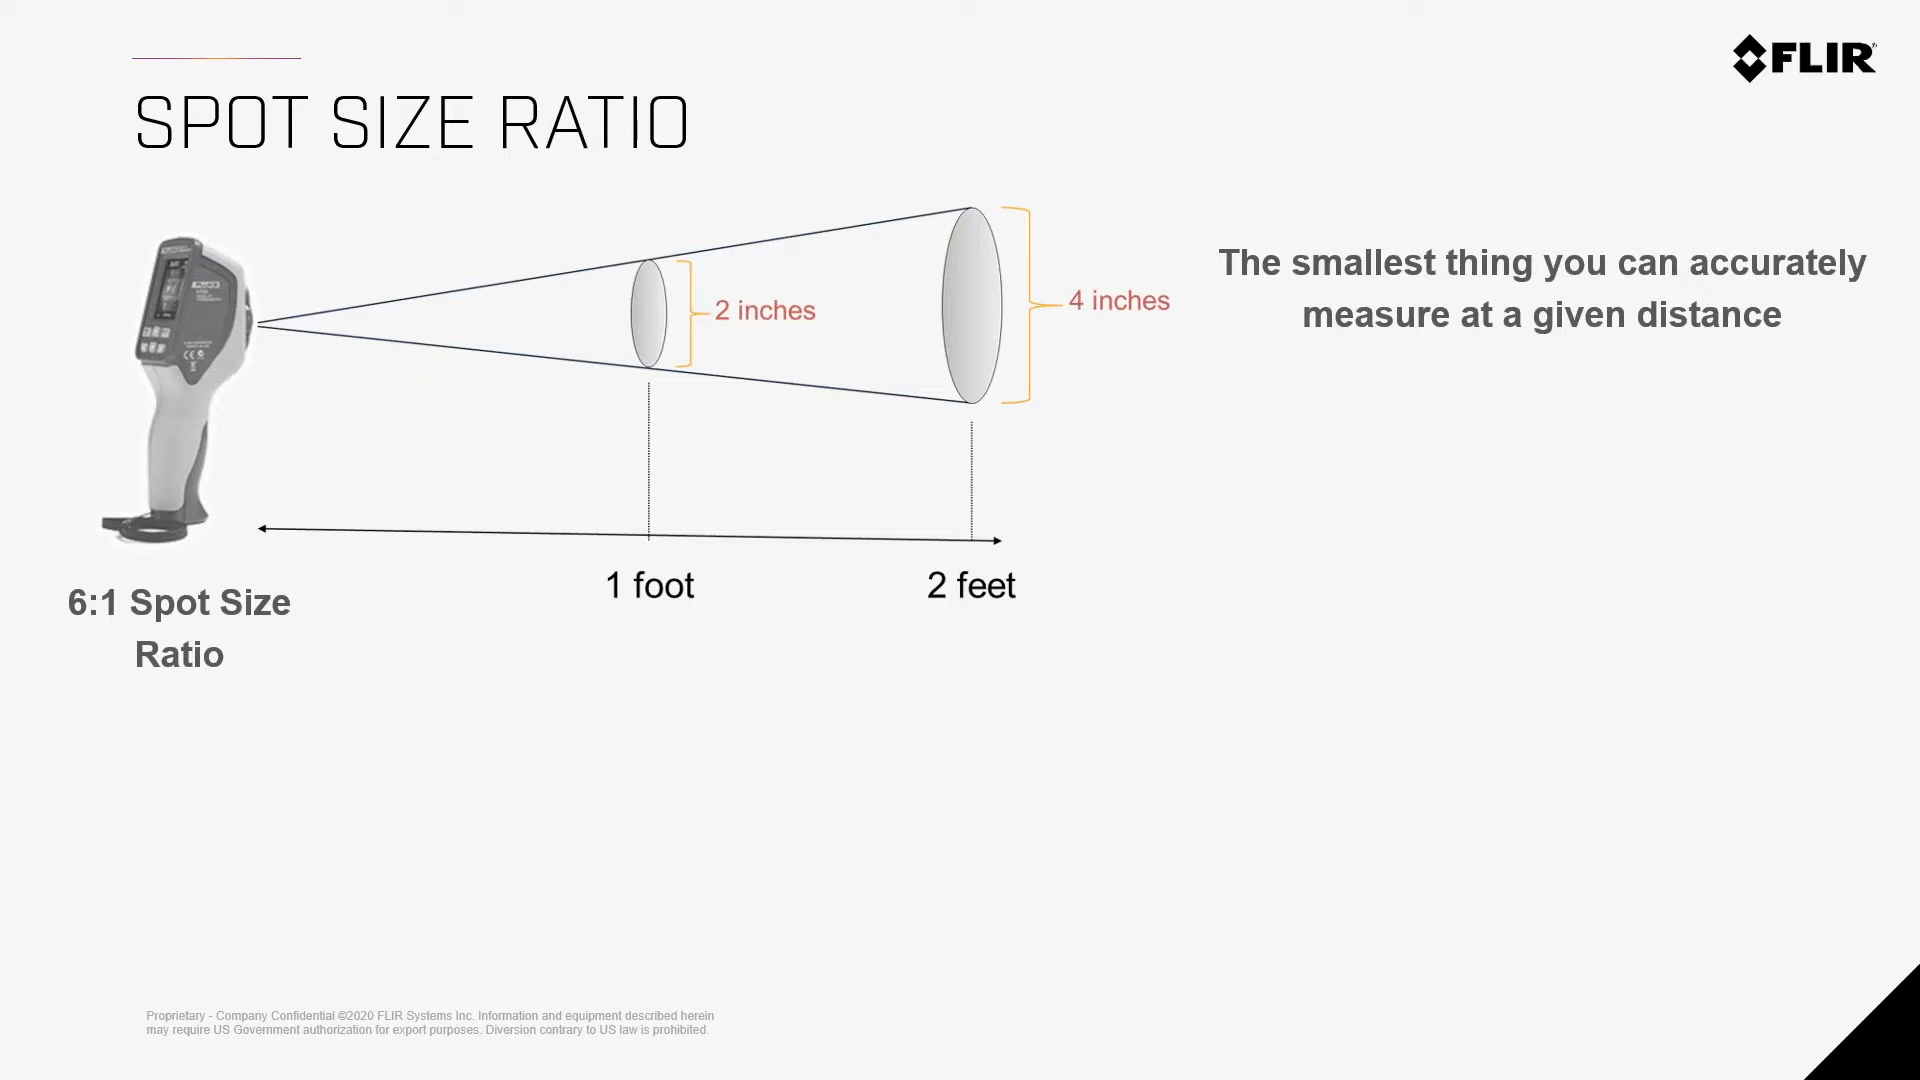 FLIR
SPOT SIZE RATIO
The smallest thing you can accurately
measure at a given distance
2 inches
4 inches
FLUKE
1 foot
2 feet
6:1 Spot Size
Ratio
Proprietary - Company Confidential ©2020 FLIR Systems Inc. Information and equipment described herein
may require US Government authorization for export purposes. Diversion contrary to US law is prohibited.